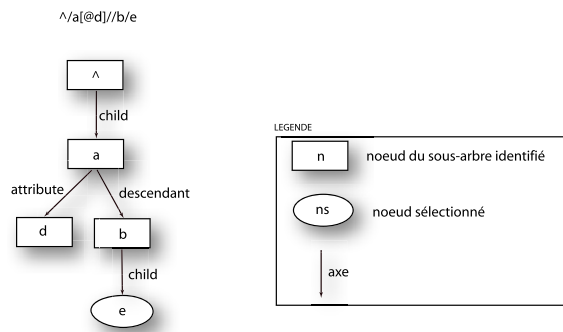 ^/a[@d]//b/e
^
child
a
attribute
descendant
d
b
child
e
LEGENDE
n
noeud du sous-arbre identifié
ns
noeud sélectionné
axe